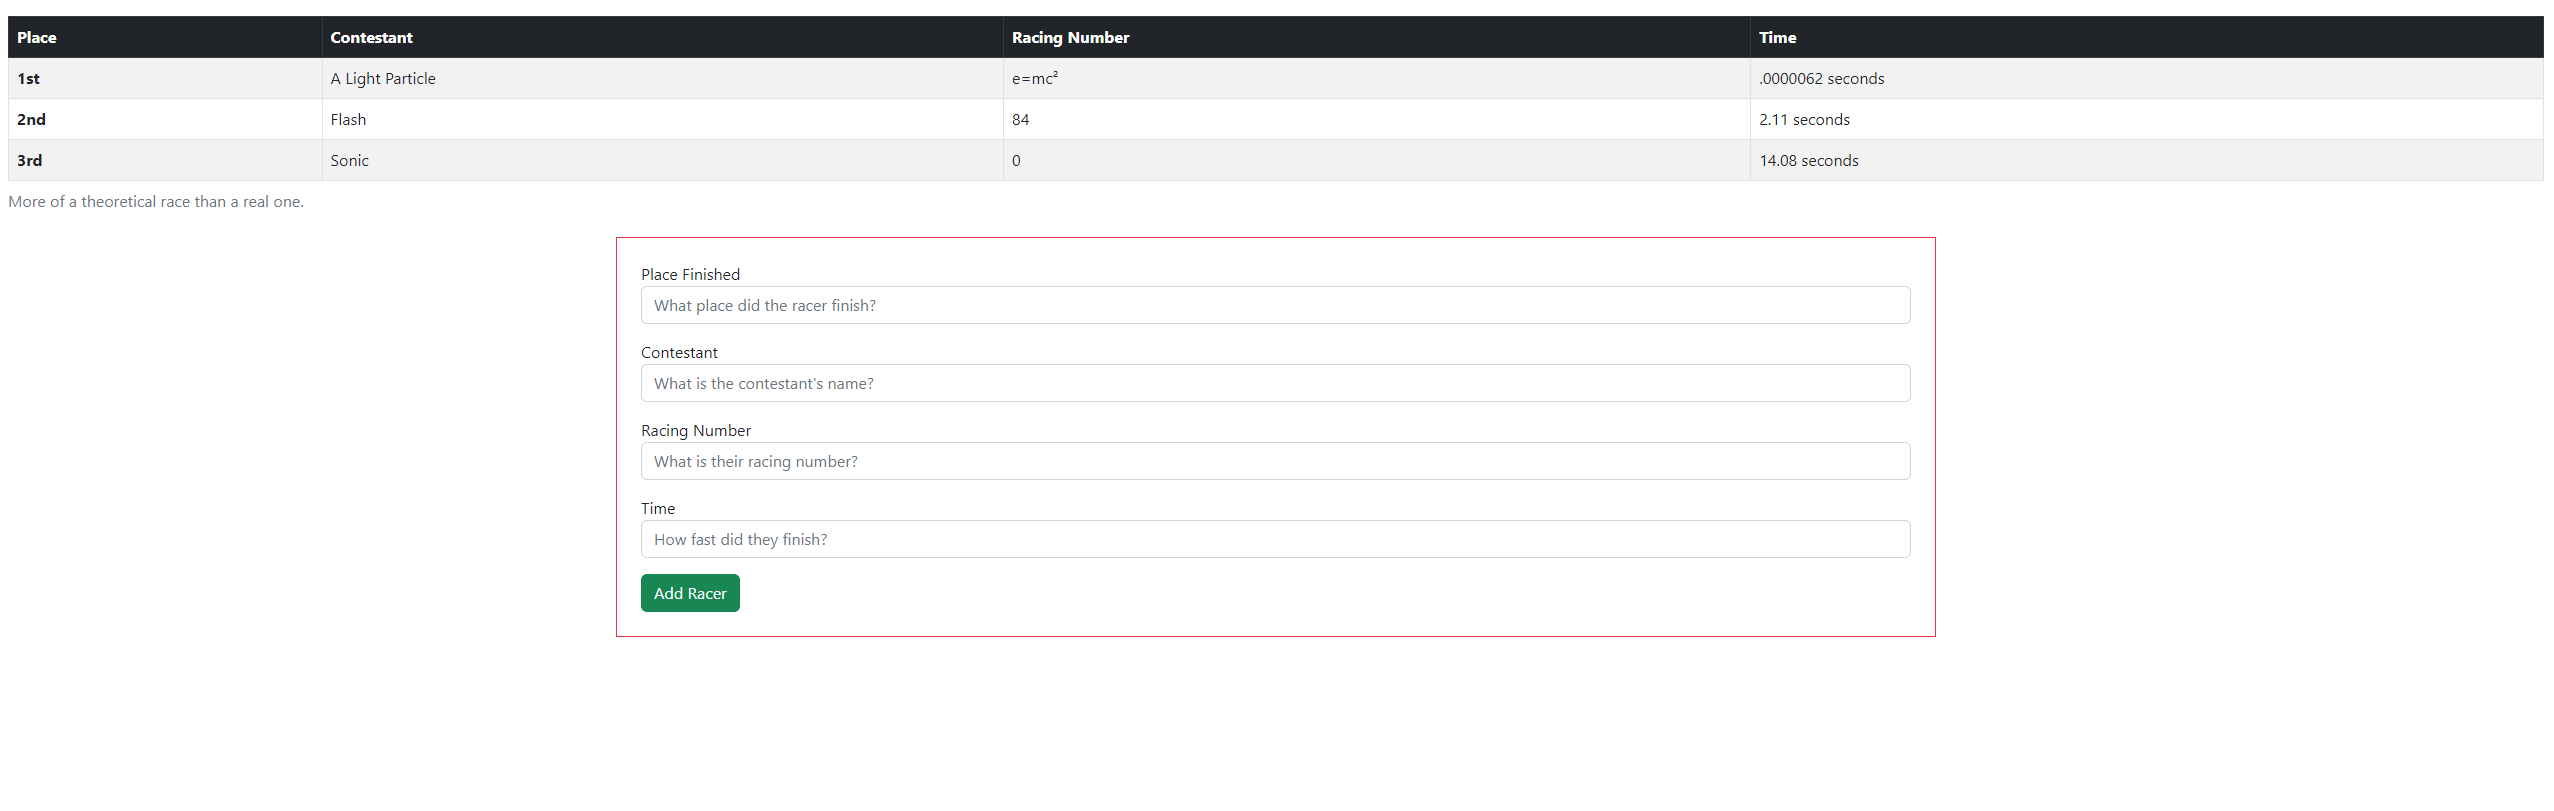 Place Contestant Racing Number Time
1st A Light Particle e=mc² .0000062 seconds
2nd Flash 84 2.11 seconds
3rd Sonic 0 14.08 seconds
More of a theoretical race than a real one.
Place Finished
What place did the racer finish?
Contestant
What is the contestant's name?
Racing Number
What is their racing number?
Time
How fast did they finish?
Add Racer